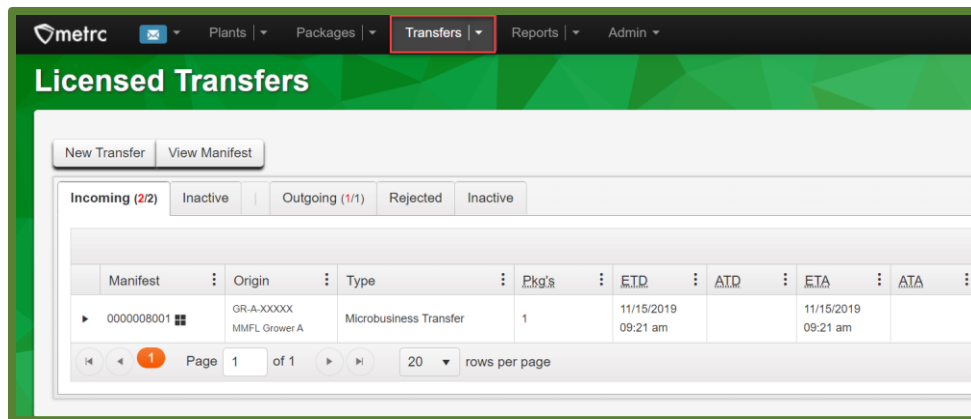 metrc Plants Packages Transfers Reports Admin
Licensed Transfers
New Transfer View Manifest
Incoming (2/2) Inactive Outgoing (1/1) Rejected Inactive
Manifest Origin Type Pkg's ETD ATD ETA ATA
0000008001 GR-A-XXXXX MMFL Grower A Microbusiness Transfer 1 11/15/2019 09:21 am 11/15/2019 09:21 am
1 Page 1 of 1 20 rows per page